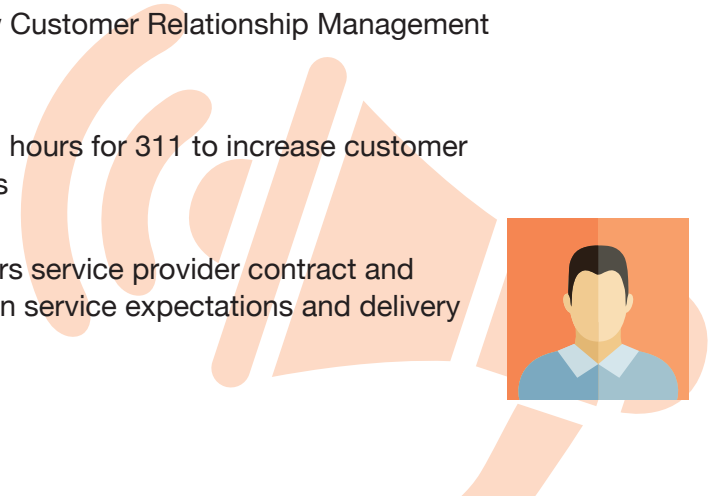 Customer Relationship Management
hours for 311 to increase customer
s
rs service provider contract and
n service expectations and delivery